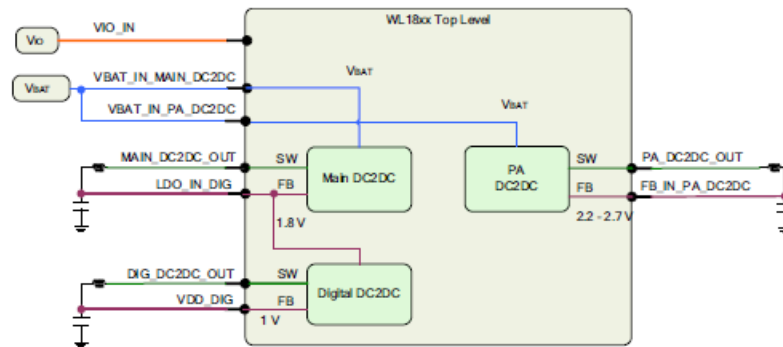 WL18xx Top Level
VIO
VIO_IN
VBAT
VBAT_IN_MAIN_DC2DC
VBAT
VBAT_IN_PA_DC2DC
VBAT
MAIN_DC2DC_OUT
SW
Main DC2DC
LDO_IN_DIG
FB
1.8 V
PA
DC2DC
SW
PA_DC2DC_OUT
FB
FB_IN_PA_DC2DC
2.2 - 2.7 V
DIG_DC2DC_OUT
SW
Digital DC2DC
VDD_DIG
FB
1 V